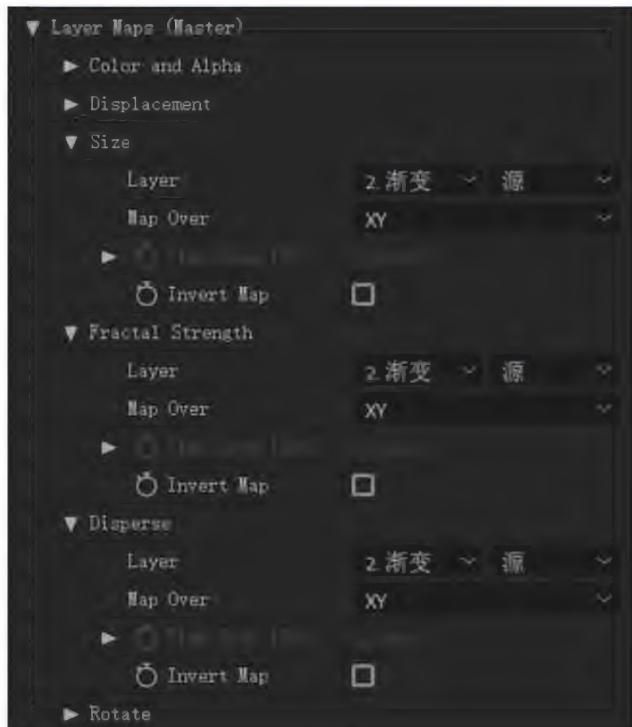 Layer Maps (Master)
Color and Alpha
Displacement
Size
Layer 2. 渐变 源
Map Over XY
Invert Map
Fractal Strength
Layer 2. 渐变 源
Map Over XY
Invert Map
Disperse
Layer 2. 渐变 源
Map Over XY
Invert Map
Rotate